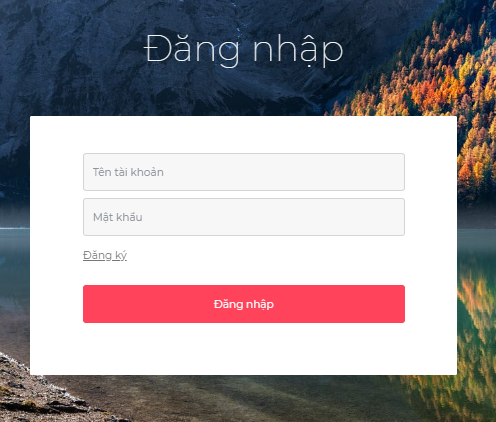 Đăng nhập
Tên tài khoản
Mật khẩu
Đăng ký
Đăng nhập